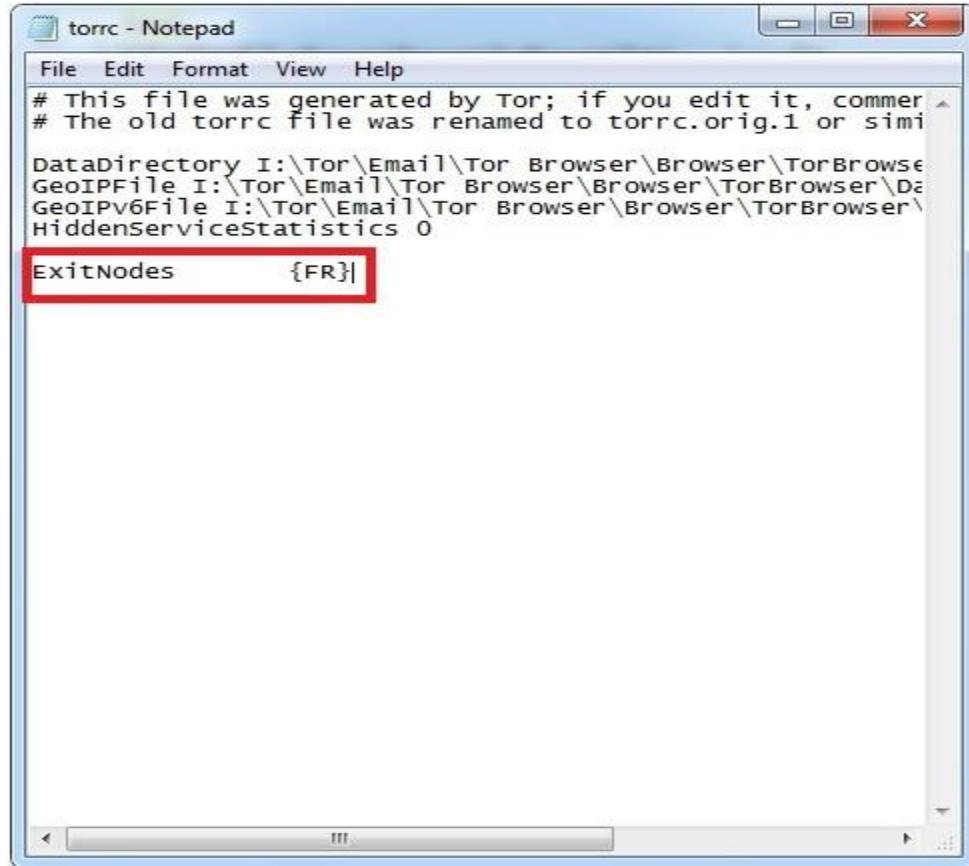 torrc - Notepad
File Edit Format View Help
# This file was generated by Tor; if you edit it, commer
# The old torrc file was renamed to torrc.orig.1 or simi
DataDirectory I:\Tor\Email\Tor Browser\Browser\TorBrowse
GeoIPFile I:\Tor\Email\Tor Browser\Browser\TorBrowser\Da
GeoIPv6File I:\Tor\Email\Tor Browser\Browser\TorBrowser\
HiddenServiceStatistics 0
ExitNodes {FR}